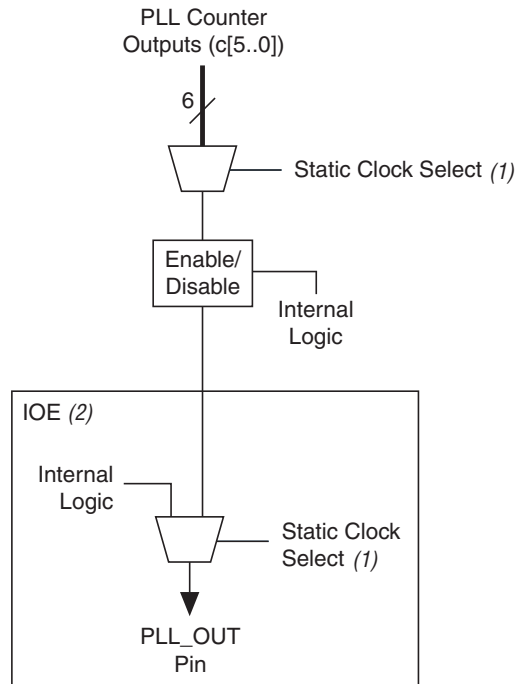 PLL Counter
Outputs (c[5..0])
6
Static Clock Select (1)
Enable/
Disable
Internal
Logic
IOE (2)
Internal
Logic
Static Clock
Select (1)
PLL_OUT
Pin